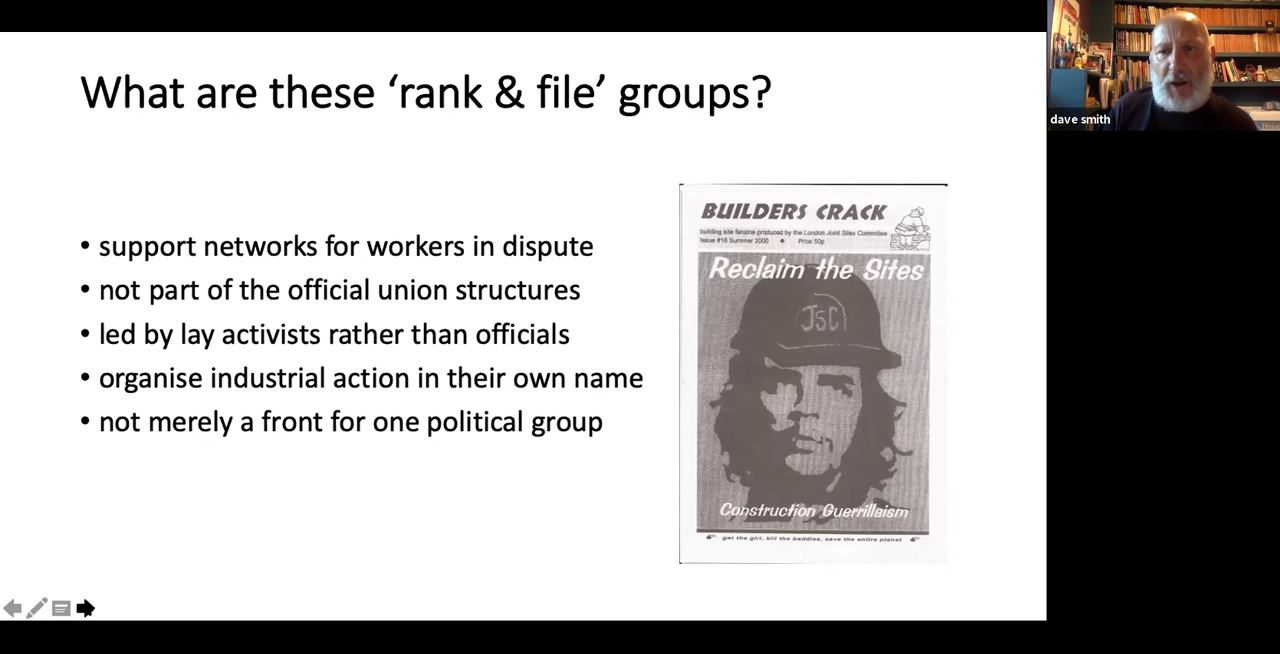 What are these ‘rank & file’ groups?
• support networks for workers in dispute
• not part of the official union structures
• led by lay activists rather than officials
• organise industrial action in their own name
• not merely a front for one political group
BUILDERS CRACK
building site fanzine produced by the London Joint Sites Committee
Issue #16 Summer 2000 • Price 50p
Reclaim the Sites
JSC
Construction Guerrillaism
get the girl, kill the baddies, save the entire planet
dave smith